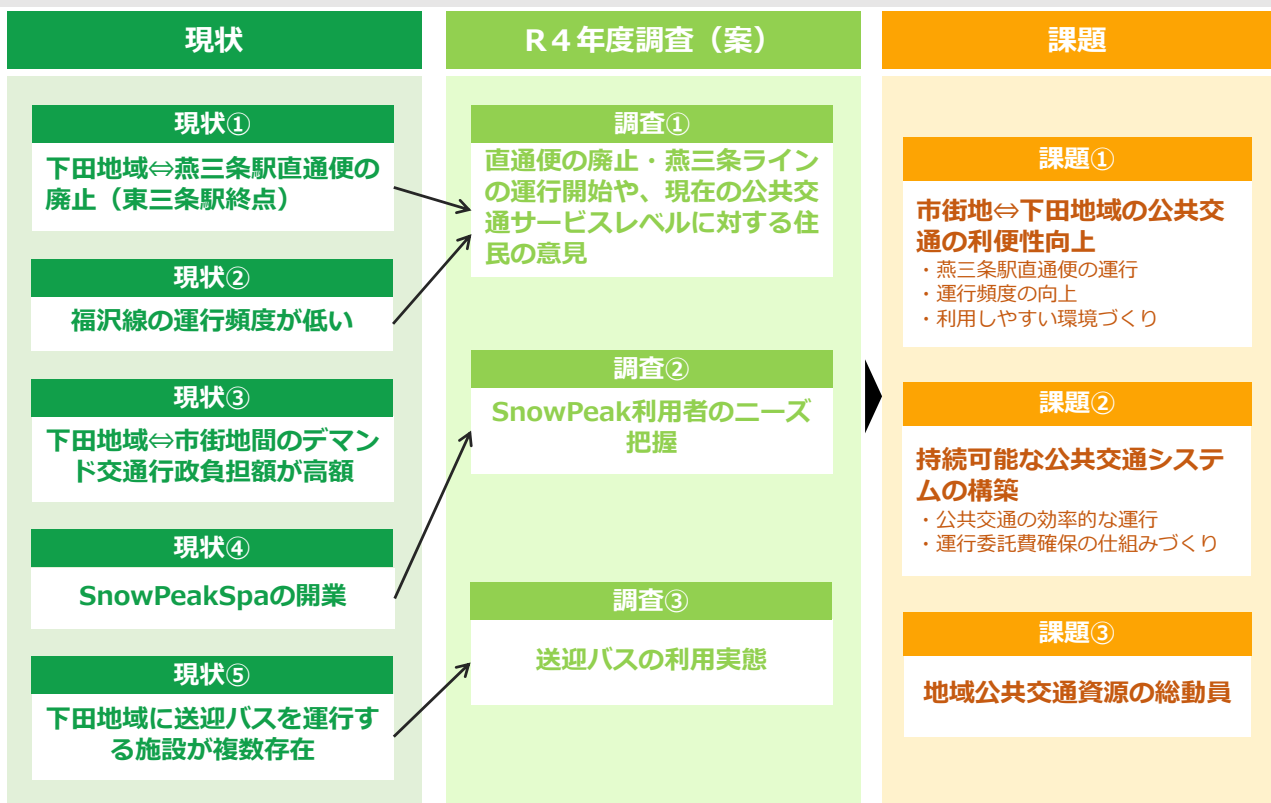 現状
現状①
下田地域⇔燕三条駅直通便の
廃止（東三条駅終点）
現状②
福沢線の運行頻度が低い
現状③
下田地域⇔市街地間のデマン
ド交通行政負担額が高額
現状④
SnowPeakSpaの開業
現状⑤
下田地域に送迎バスを運行す
る施設が複数存在
R４年度調査（案）
調査①
直通便の廃止・燕三条ライン
の運行開始や、現在の公共交
通サービスレベルに対する住
民の意見
調査②
SnowPeak利用者のニーズ
把握
調査③
送迎バスの利用実態
課題
課題①
市街地⇔下田地域の公共交
通の利便性向上
・燕三条駅直通便の運行
・運行頻度の向上
・利用しやすい環境づくり
課題②
持続可能な公共交通システ
ムの構築
・公共交通の効率的な運行
・運行委託費確保の仕組みづくり
課題③
地域公共交通資源の総動員